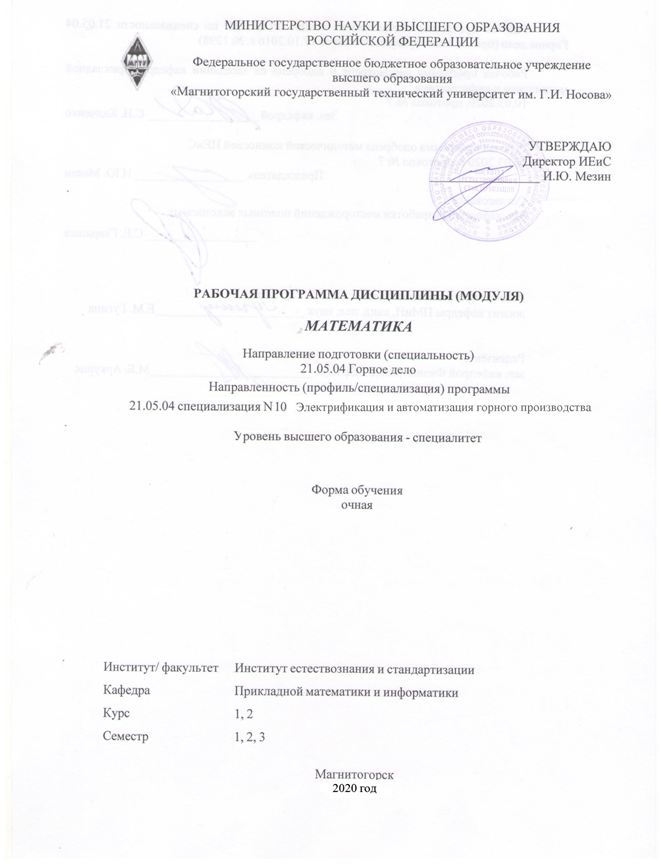 МИНИСТЕРСТВО НАУКИ И ВЫСШЕГО ОБРАЗОВАНИЯ
РОССИЙСКОЙ ФЕДЕРАЦИИ
Федеральное государственное бюджетное образовательное учреждение
высшего образования
«Магнитогорский государственный технический университет им. Г.И. Носова»
УТВЕРЖДАЮ
Директор ИЕиС
И.Ю. Мезин
РАБОЧАЯ ПРОГРАММА ДИСЦИПЛИНЫ (МОДУЛЯ)
МАТЕМАТИКА
Направление подготовки (специальность)
21.05.04 Горное дело
Направленность (профиль/специализация) программы
21.05.04 специализация N10 Электрификация и автоматизация горного производства
Уровень высшего образования - специалитет
Форма обучения
очная
Институт/ факультет Институт естествознания и стандартизации
Кафедра Прикладной математики и информатики
Курс 1, 2
Семестр 1, 2, 3
Магнитогорск
2020 год